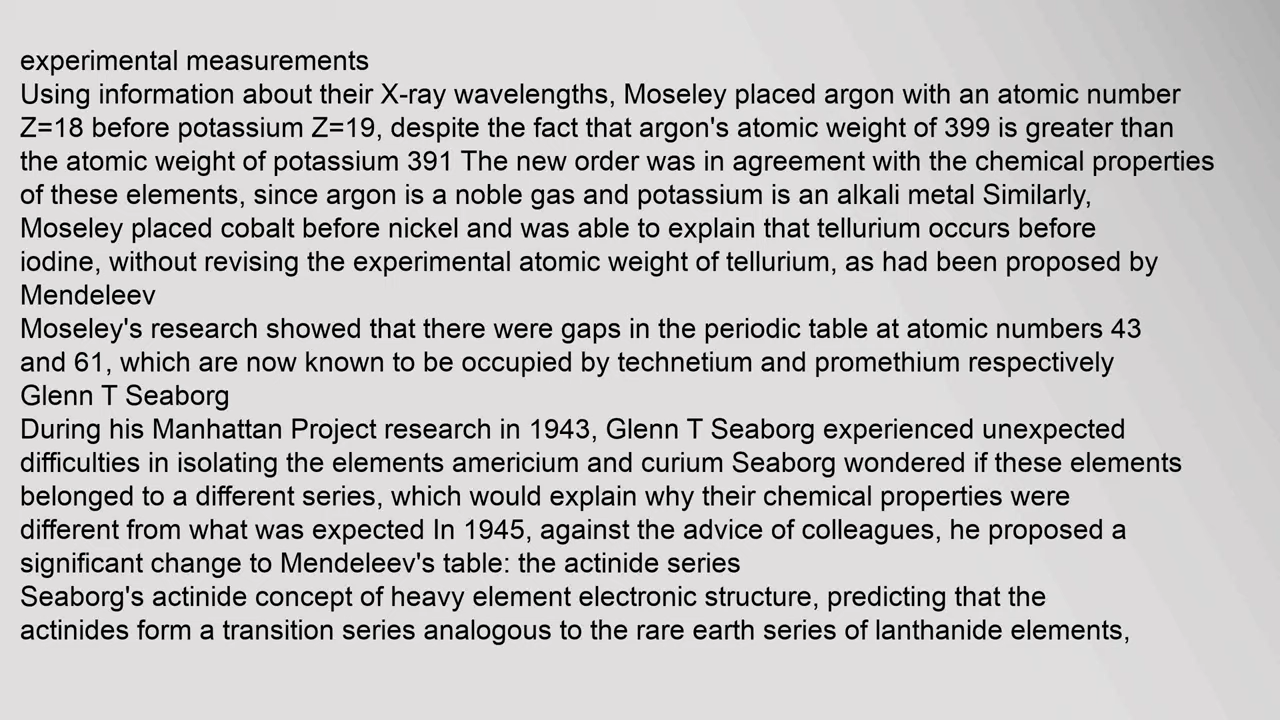 experimental measurements
Using information about their X-ray wavelengths, Moseley placed argon with an atomic number
Z=18 before potassium Z=19, despite the fact that argon's atomic weight of 399 is greater than
the atomic weight of potassium 391 The new order was in agreement with the chemical properties
of these elements, since argon is a noble gas and potassium is an alkali metal Similarly,
Moseley placed cobalt before nickel and was able to explain that tellurium occurs before
iodine, without revising the experimental atomic weight of tellurium, as had been proposed by
Mendeleev
Moseley's research showed that there were gaps in the periodic table at atomic numbers 43
and 61, which are now known to be occupied by technetium and promethium respectively
Glenn T Seaborg
During his Manhattan Project research in 1943, Glenn T Seaborg experienced unexpected
difficulties in isolating the elements americium and curium Seaborg wondered if these elements
belonged to a different series, which would explain why their chemical properties were
different from what was expected In 1945, against the advice of colleagues, he proposed a
significant change to Mendeleev's table: the actinide series
Seaborg's actinide concept of heavy element electronic structure, predicting that the
actinides form a transition series analogous to the rare earth series of lanthanide elements,